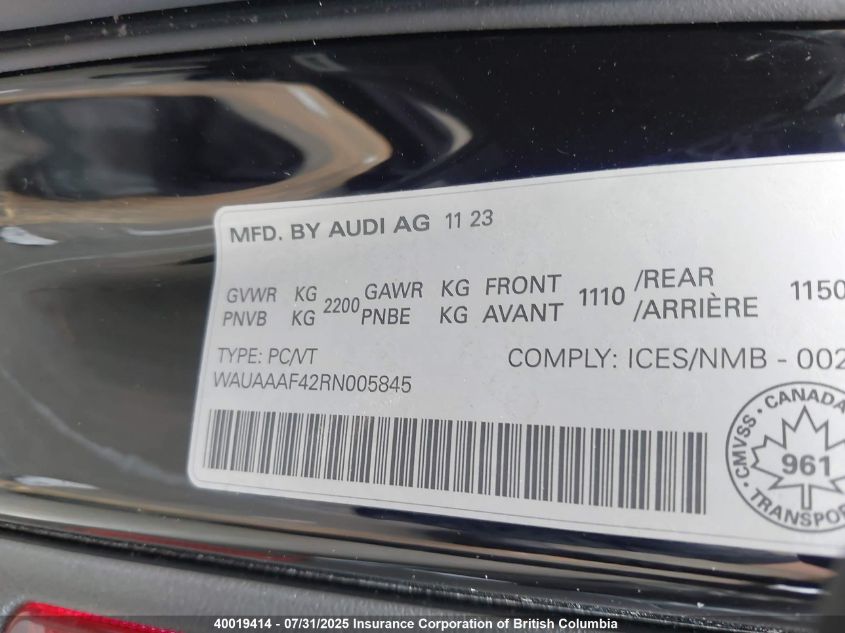 MFD. BY AUDI AG 11 23
GVWR KG 2200 GAWR KG FRONT 1110 /REAR 1150
PNVB KG PNBE KG AVANT /ARRIÈRE
TYPE: PC/VT COMPLY: ICES/NMB - 002
WAUAAAF42RN005845
CMVSS · CANADA
961
TRANSPORT
40019414 - 07/31/2025 Insurance Corporation of British Columbia